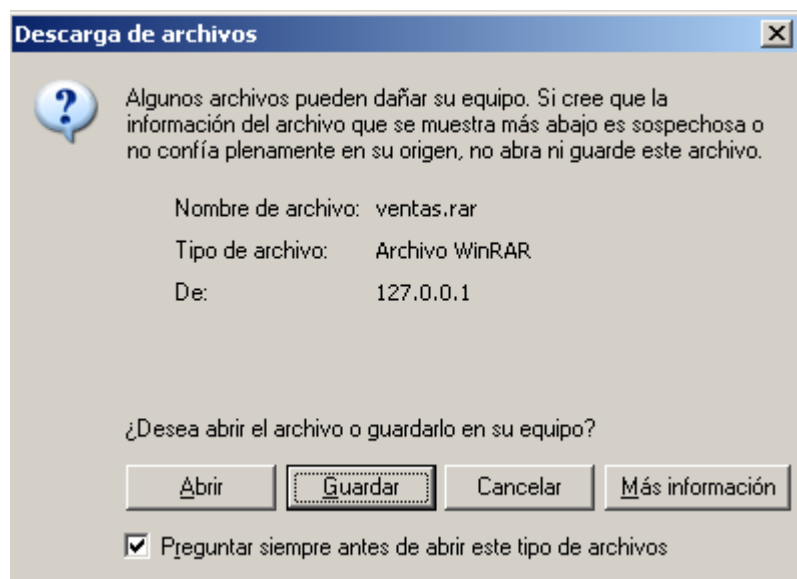 Descarga de archivos
Algunos archivos pueden dañar su equipo. Si cree que la
información del archivo que se muestra más abajo es sospechosa o
no confía plenamente en su origen, no abra ni guarde este archivo.
Nombre de archivo: ventas.rar
Tipo de archivo: Archivo WinRAR
De: 127.0.0.1
¿Desea abrir el archivo o guardarlo en su equipo?
Abrir Guardar Cancelar Más información
Preguntar siempre antes de abrir este tipo de archivos